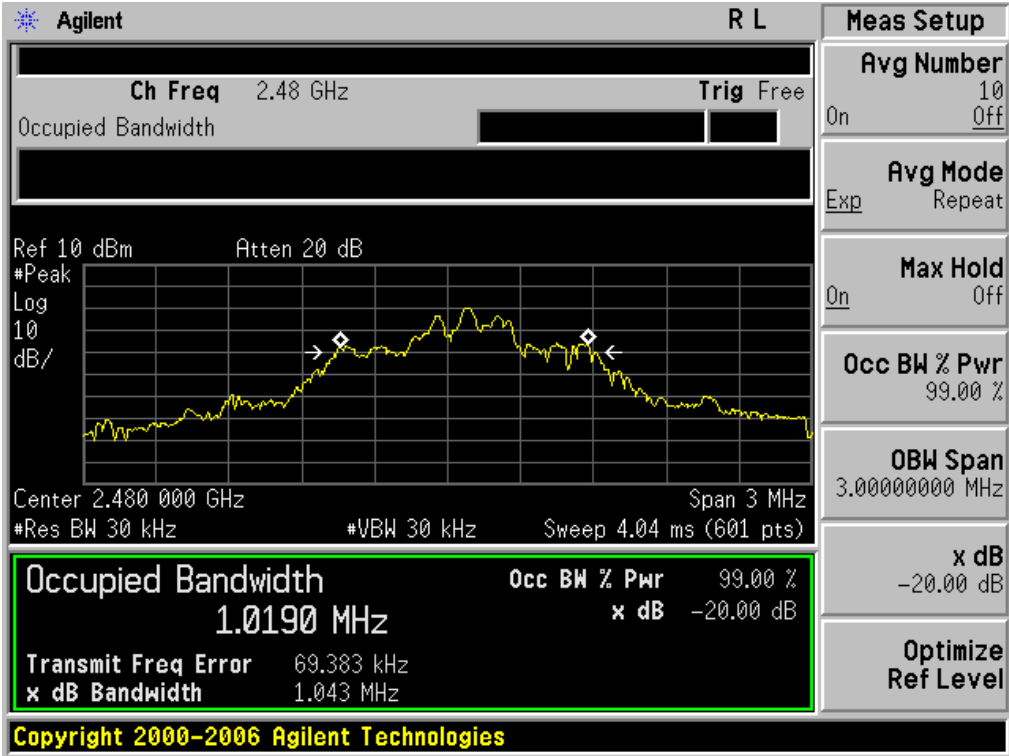 Agilent R L
Ch Freq 2.48 GHz Trig Free
Occupied Bandwidth
Ref 10 dBm Atten 20 dB
#Peak
Log
10
dB/
Center 2.480 000 GHz Span 3 MHz
#Res BW 30 kHz #VBW 30 kHz Sweep 4.04 ms (601 pts)
Occupied Bandwidth Occ BW % Pwr 99.00 %
1.0190 MHz x dB -20.00 dB
Transmit Freq Error 69.383 kHz
x dB Bandwidth 1.043 MHz
Copyright 2000-2006 Agilent Technologies
Meas Setup
Avg Number
10
On Off
Avg Mode
Exp Repeat
Max Hold
On Off
Occ BW % Pwr
99.00 %
OBW Span
3.00000000 MHz
x dB
-20.00 dB
Optimize
Ref Level